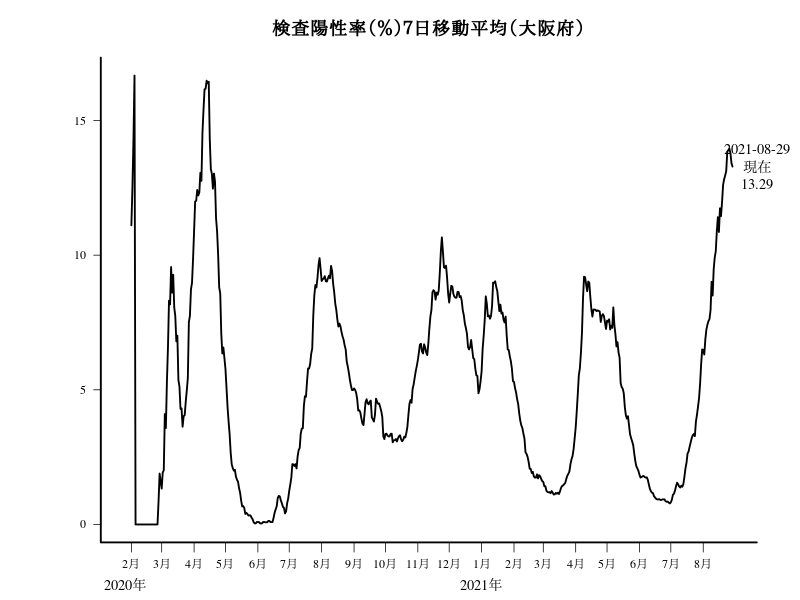 検査陽性率(%)7日移動平均(大阪府)
15
10
5
0
2021-08-29
現在
13.29
2月 3月 4月 5月 6月 7月 8月 9月 10月 11月 12月 1月 2月 3月 4月 5月 6月 7月 8月
2020年 2021年